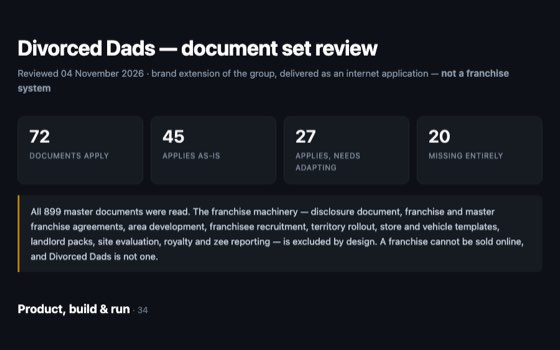 Divorced Dads — document set review
Reviewed 04 November 2026 · brand extension of the group, delivered as an internet application — not a franchise
system
72
DOCUMENTS APPLY
45
APPLIES AS-IS
27
APPLIES, NEEDS
ADAPTING
20
MISSING ENTIRELY
All 899 master documents were read. The franchise machinery — disclosure document, franchise and master
franchise agreements, area development, franchisee recruitment, territory rollout, store and vehicle templates,
landlord packs, site evaluation, royalty and zee reporting — is excluded by design. A franchise cannot be sold online,
and Divorced Dads is not one.
Product, build & run · 34